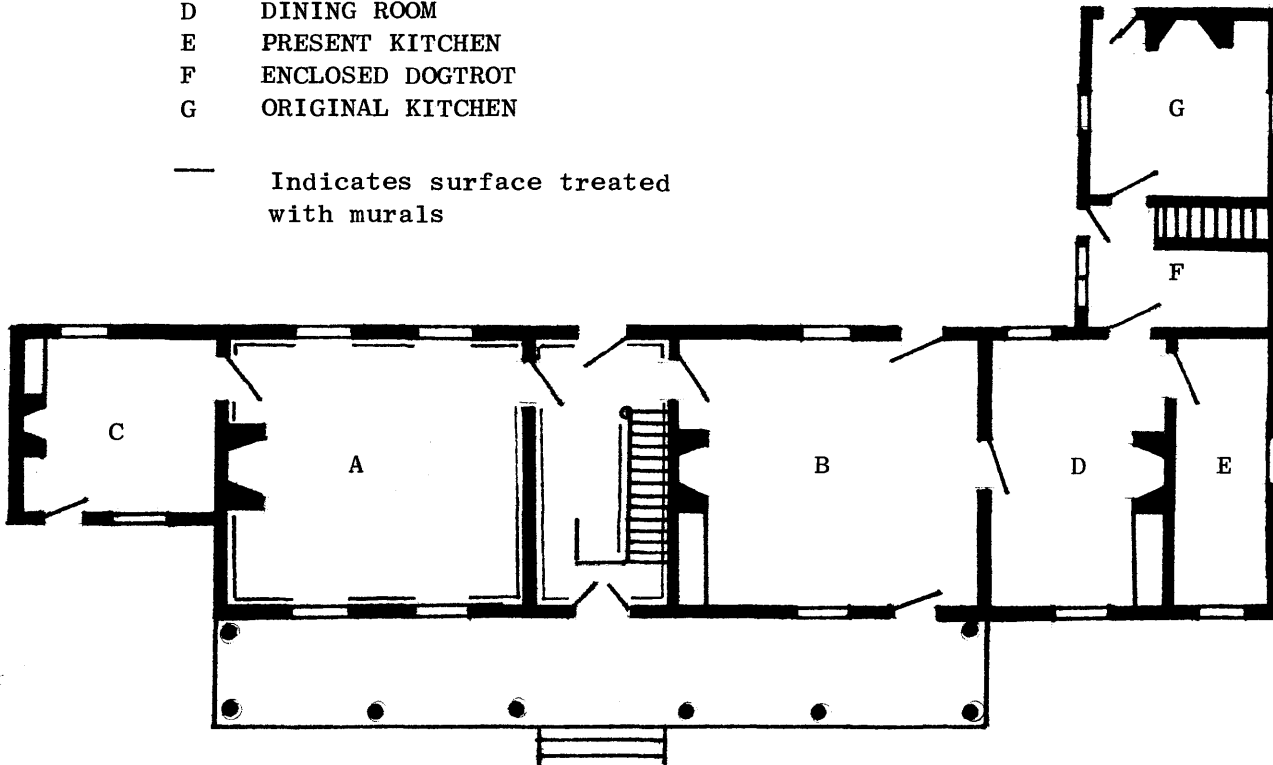 D DINING ROOM
E PRESENT KITCHEN
F ENCLOSED DOGTROT
G ORIGINAL KITCHEN
Indicates surface treated
with murals
G
F
C
A
B
D
E